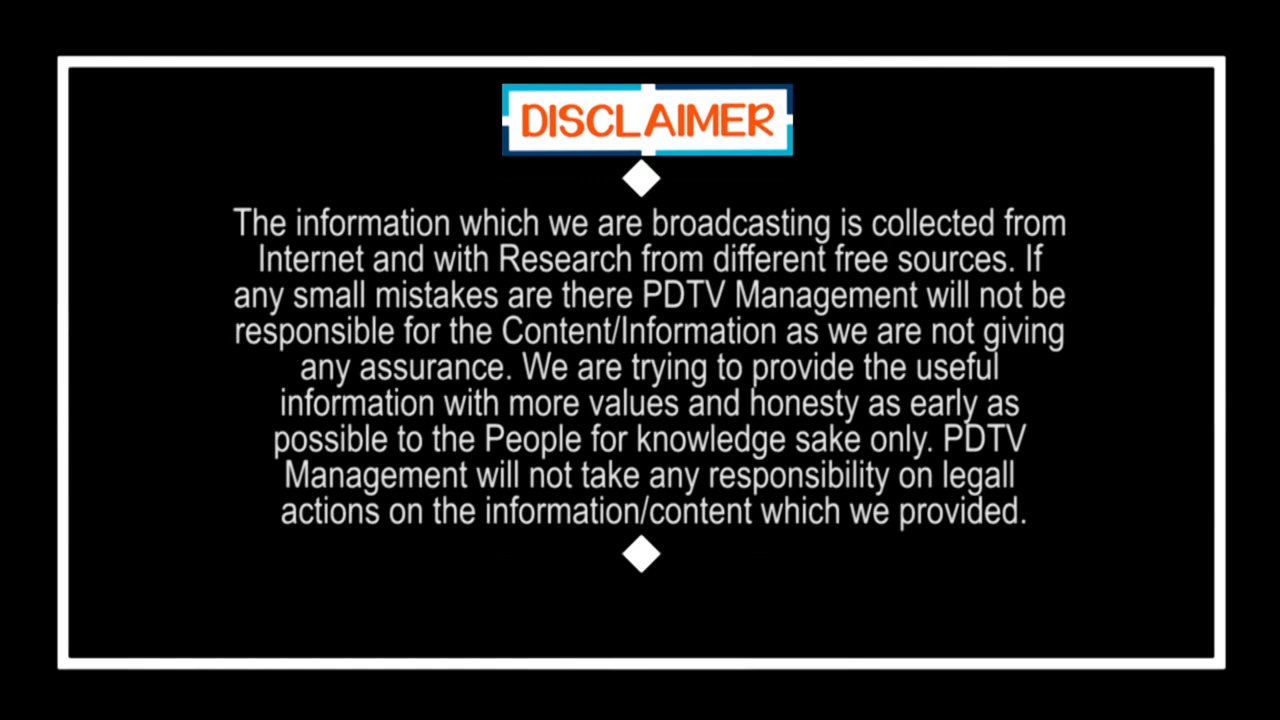 DISCLAIMER
The information which we are broadcasting is collected from
Internet and with Research from different free sources. If
any small mistakes are there PDTV Management will not be
responsible for the Content/Information as we are not giving
any assurance. We are trying to provide the useful
information with more values and honesty as early as
possible to the People for knowledge sake only. PDTV
Management will not take any responsibility on legall
actions on the information/content which we provided.